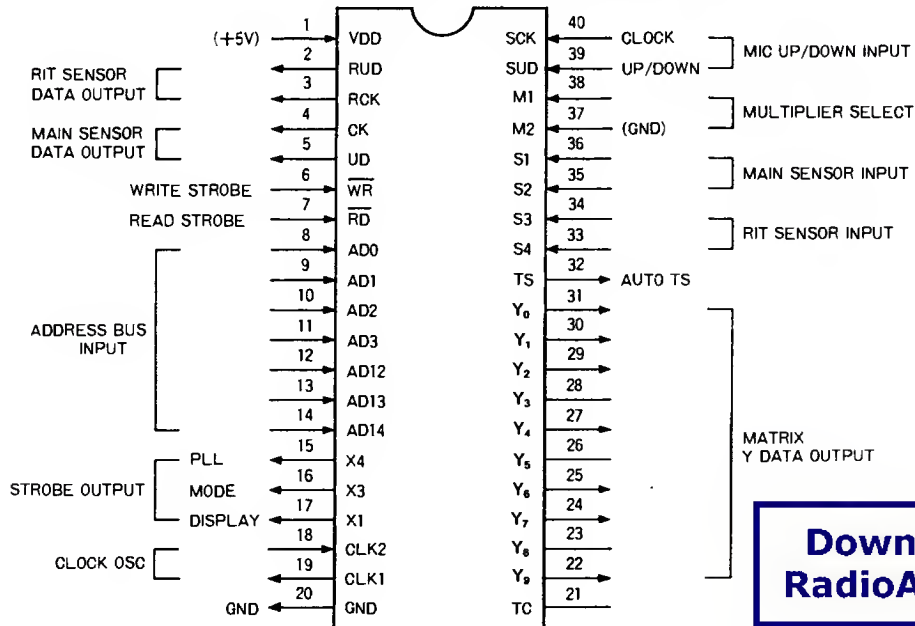 1
(+5V)
VDD
2
RUD
RIT SENSOR
DATA OUTPUT
3
RCK
4
CK
MAIN SENSOR
DATA OUTPUT
5
UD
6
WRITE STROBE
WR
7
READ STROBE
RD
8
AD0
9
AD1
10
AD2
ADDRESS BUS
INPUT
11
AD3
12
AD12
13
AD13
14
AD14
15
PLL
X4
STROBE OUTPUT
16
MODE
X3
17
DISPLAY
X1
18
CLK2
CLOCK OSC
19
CLK1
20
GND
GND
40
SCK
CLOCK
MIC UP/DOWN INPUT
39
SUD
UP/DOWN
38
M1
MULTIPLIER SELECT
37
M2
(GND)
36
S1
MAIN SENSOR INPUT
35
S2
34
S3
RIT SENSOR INPUT
33
S4
32
TS
AUTO TS
31
Y0
30
Y1
29
Y2
28
Y3
27
Y4
MATRIX
Y DATA OUTPUT
26
Y5
25
Y6
24
Y7
23
Y8
22
Y9
21
TC
Down
RadioA